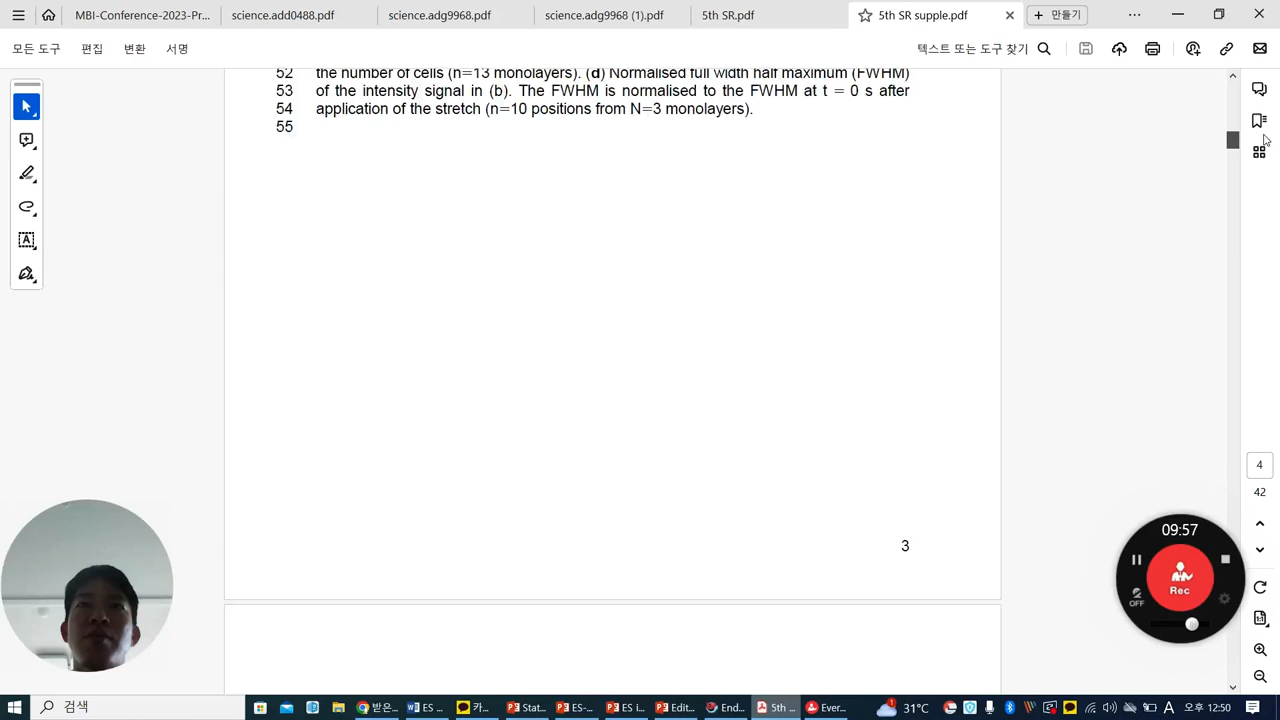 MBI-Conference-2023-Pr...
science.add0488.pdf
science.adg9968.pdf
science.adg9968 (1).pdf
5th SR.pdf
5th SR supple.pdf
만들기
모든 도구
편집
변환
서명
텍스트 또는 도구 찾기
52 the number of cells (n=13 monolayers). (d) Normalised full width half maximum (FWHM)
53 of the intensity signal in (b). The FWHM is normalised to the FWHM at t = 0 s after
54 application of the stretch (n=10 positions from N=3 monolayers).
55
3
4
42
09:57
Rec
OFF
검색
받은...
ES ...
카...
Stat...
ES-...
ES i...
Edit...
End...
5th ...
Ever...
31°C
A
오후 12:50